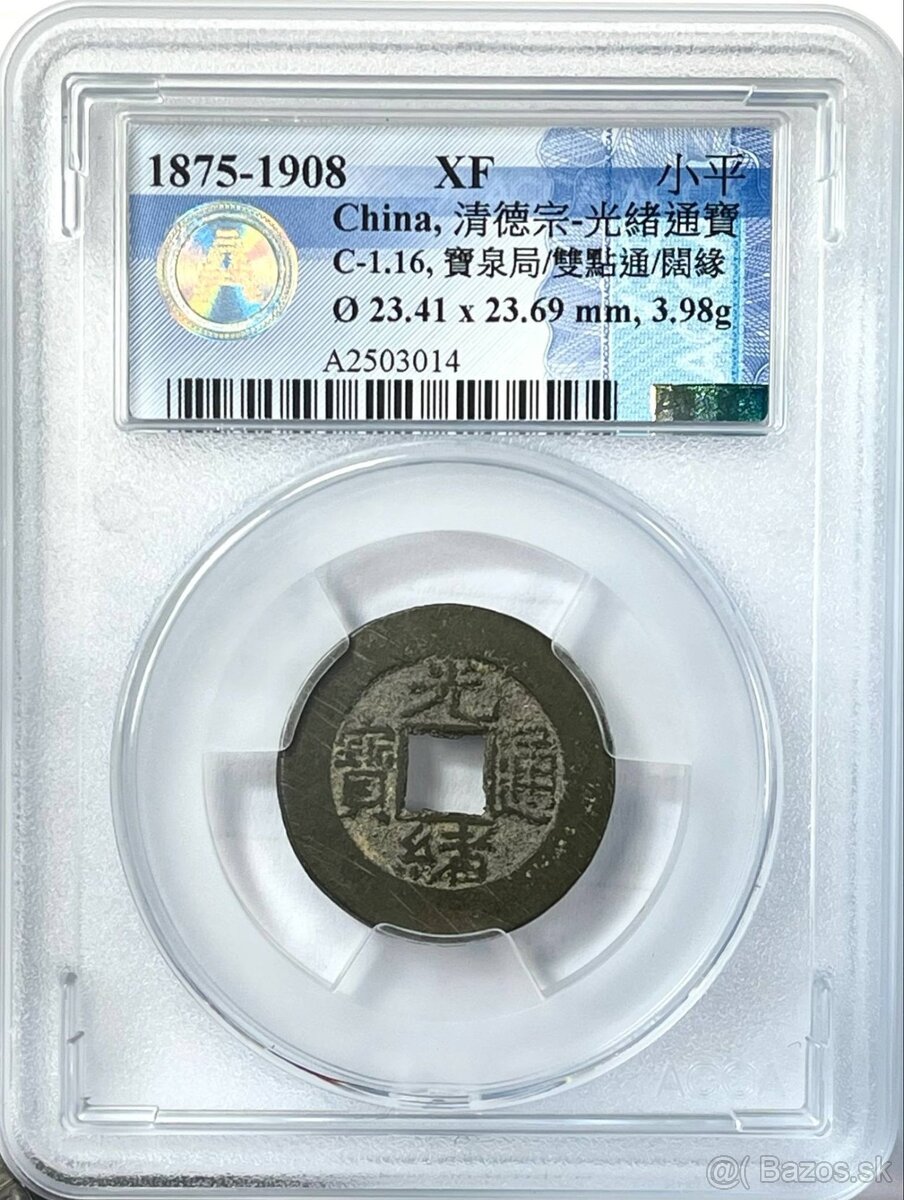 1875-1908 XF 小平
China, 清德宗-光緒通寶
C-1.16, 寶泉局/雙點通/闊緣
Ø 23.41 x 23.69 mm, 3.98g
A2503014
光
寶 通
緒
@( Bazos.sk